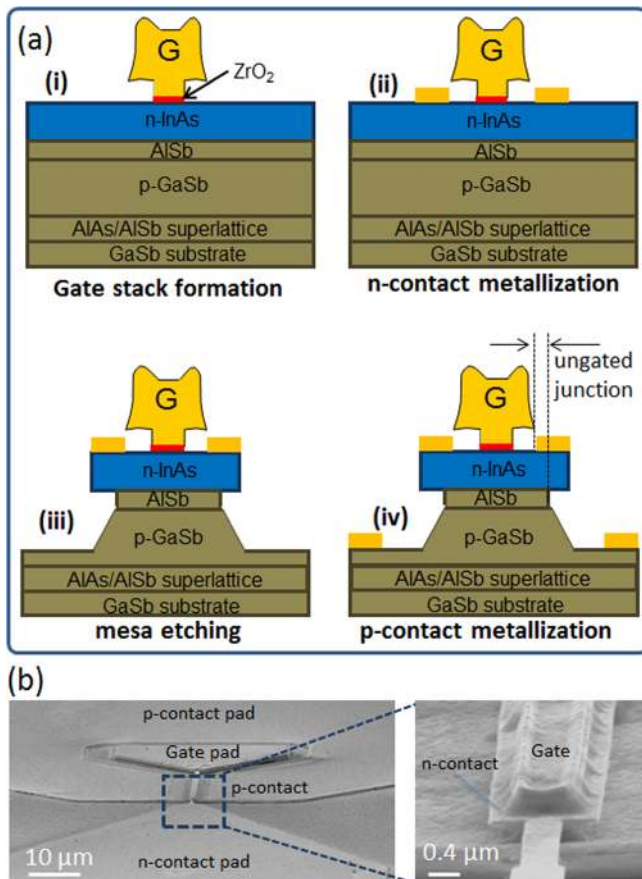 (a)
(i)
G
ZrO2
n-InAs
AlSb
p-GaSb
AlAs/AlSb superlattice
GaSb substrate
Gate stack formation
(ii)
G
n-InAs
AlSb
p-GaSb
AlAs/AlSb superlattice
GaSb substrate
n-contact metallization
(iii)
G
n-InAs
AlSb
p-GaSb
AlAs/AlSb superlattice
GaSb substrate
mesa etching
ungated
junction
G
n-InAs
AlSb
(iv)
p-GaSb
AlAs/AlSb superlattice
GaSb substrate
p-contact metallization
(b)
p-contact pad
Gate pad
p-contact
10 µm
n-contact pad
Gate
n-contact
0.4 µm